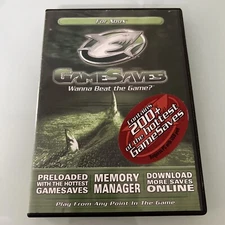 For Xbox
GameSaves
Wanna Beat the Game?
Contains
200+
of the hottest
GameSaves
PRELOADED
WITH THE HOTTEST
GAMESAVES
MEMORY
MANAGER
DOWNLOAD
MORE SAVES
ONLINE
Play From Any Point In The Game